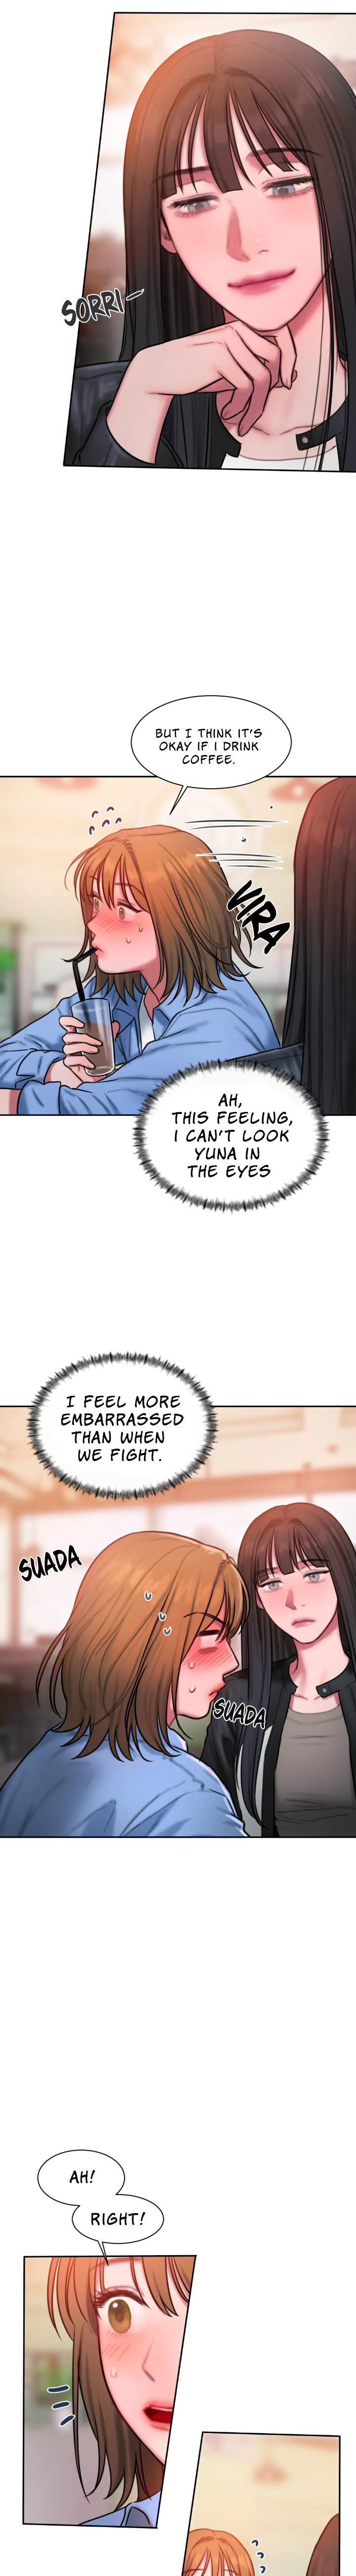 SORRI-
BUT I THINK IT'S
OKAY IF I DRINK
COFFEE.
VIRA
AH,
THIS FEELING,
I CAN'T LOOK
YUNA IN
THE EYES
I FEEL MORE
EMBARRASSED
THAN WHEN
WE FIGHT.
SUADA
SUADA
AH!
RIGHT!